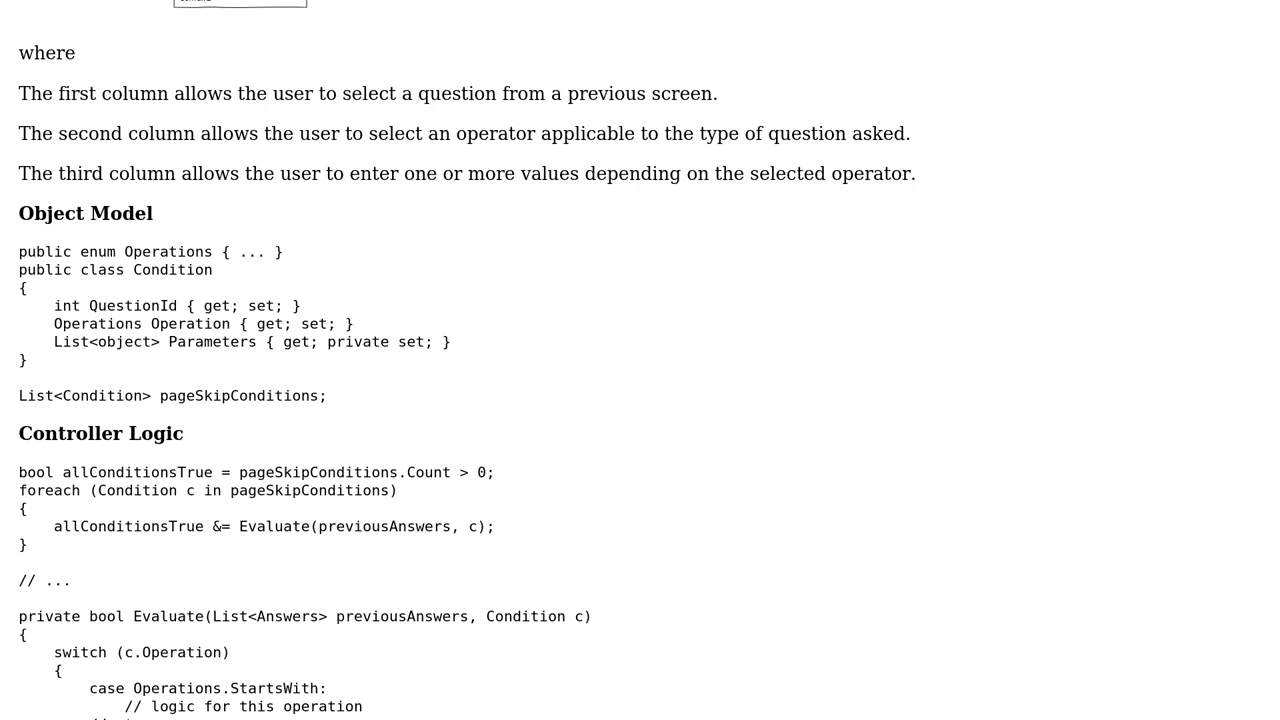 where
The first column allows the user to select a question from a previous screen.
The second column allows the user to select an operator applicable to the type of question asked.
The third column allows the user to enter one or more values depending on the selected operator.
Object Model
public enum Operations { ... }
public class Condition
{
    int QuestionId { get; set; }
    Operations Operation { get; set; }
    List<object> Parameters { get; private set; }
}
List<Condition> pageSkipConditions;
Controller Logic
bool allConditionsTrue = pageSkipConditions.Count > 0;
foreach (Condition c in pageSkipConditions)
{
    allConditionsTrue &= Evaluate(previousAnswers, c);
}
// ...
private bool Evaluate(List<Answers> previousAnswers, Condition c)
{
    switch (c.Operation)
    {
        case Operations.StartsWith:
            // logic for this operation